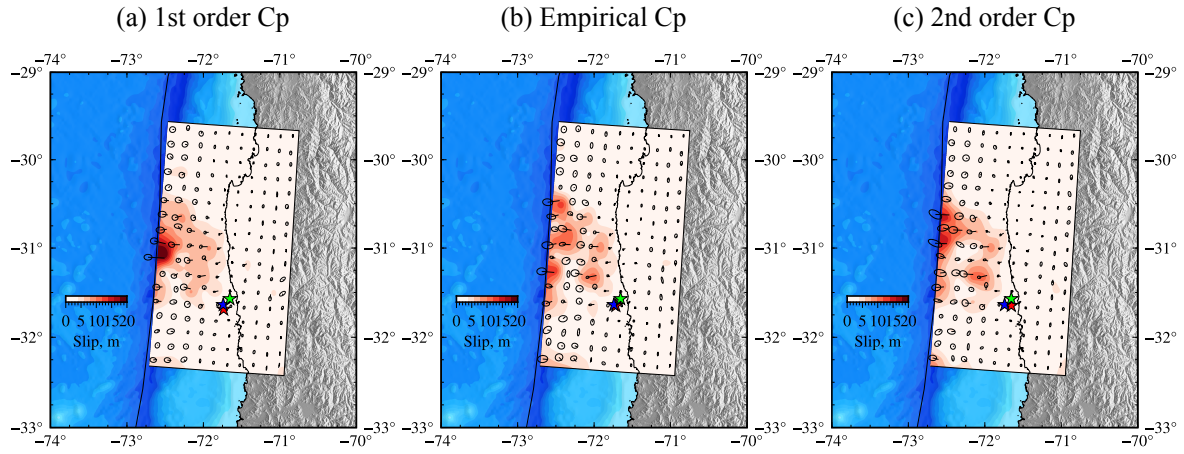 (a) 1st order Cp
(b) Empirical Cp
(c) 2nd order Cp
−74° −73° −72° −71° −70°
−74° −73° −72° −71° −70°
−74° −73° −72° −71° −70°
−29° −29° −29° −29°
−30° −30° −30° −30°
−31° −31° −31° −31°
−32° −32° −32° −32°
−33° −33° −33° −33°
0 5 101520
Slip, m
0 5 101520
Slip, m
0 5 101520
Slip, m
−74° −73° −72° −71° −70°
−74° −73° −72° −71° −70°
−74° −73° −72° −71° −70°